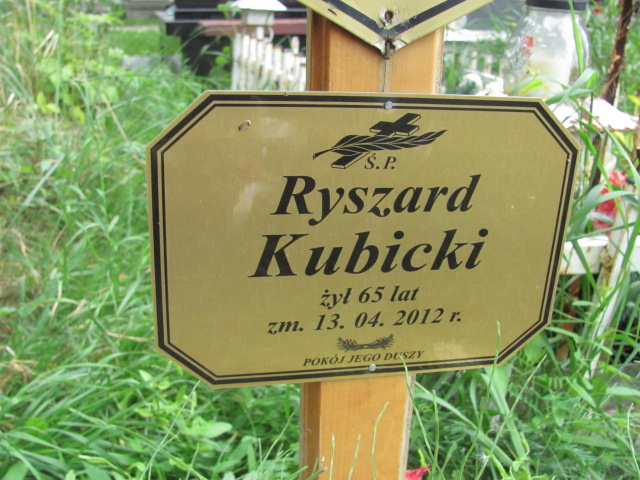 Ś.P.
Ryszard
Kubicki
żył 65 lat
zm. 13. 04. 2012 r.
POKÓJ JEGO DUSZY